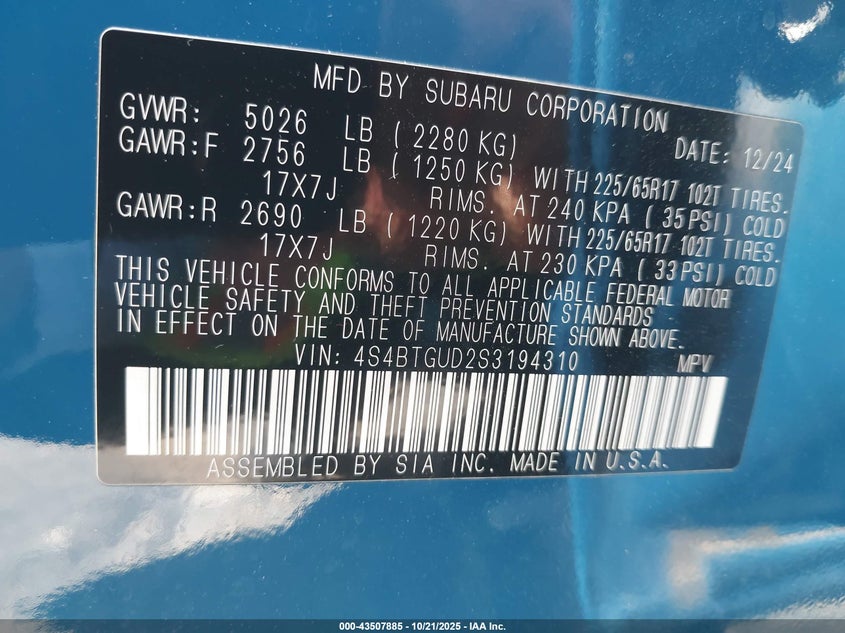 MFD BY SUBARU CORPORATION
GVWR: 5026 LB ( 2280 KG) DATE: 12/24
GAWR:F 2756 LB ( 1250 KG) WITH 225/65R17 102T TIRES.
17X7J RIMS. AT 240 KPA ( 35 PSI) COLD
GAWR:R 2690 LB ( 1220 KG) WITH 225/65R17 102T TIRES.
17X7J RIMS. AT 230 KPA ( 33 PSI) COLD
THIS VEHICLE CONFORMS TO ALL APPLICABLE FEDERAL MOTOR
VEHICLE SAFETY AND THEFT PREVENTION STANDARDS
IN EFFECT ON THE DATE OF MANUFACTURE SHOWN ABOVE.
VIN: 4S4BTGUD2S3194310 MPV
ASSEMBLED BY SIA INC. MADE IN U.S.A.
000-43507885 - 10/21/2025 - IAA Inc.